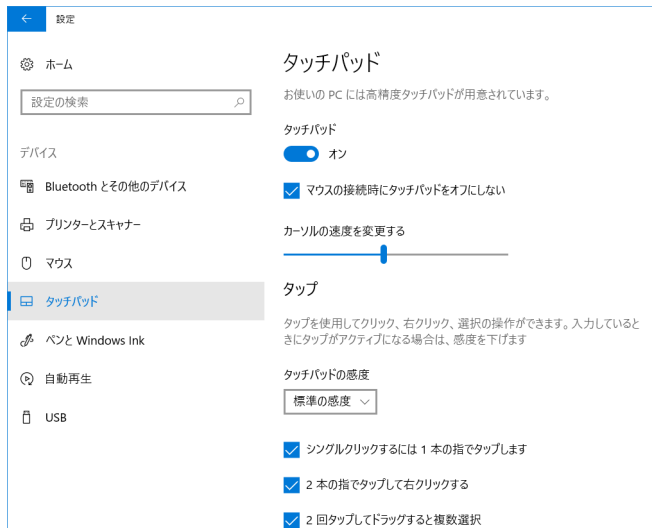 設定
ホーム
設定の検索
デバイス
Bluetooth とその他のデバイス
プリンターとスキャナー
マウス
タッチパッド
ペンと Windows Ink
自動再生
USB
タッチパッド
お使いの PC には高精度タッチパッドが用意されています。
タッチパッド
オン
マウスの接続時にタッチパッドをオフにしない
カーソルの速度を変更する
タップ
タップを使用してクリック、右クリック、選択の操作ができます。入力していると
きにタップがアクティブになる場合は、感度を下げます
タッチパッドの感度
標準の感度
シングルクリックするには 1 本の指でタップします
2 本の指でタップして右クリックする
2 回タップしてドラッグすると複数選択